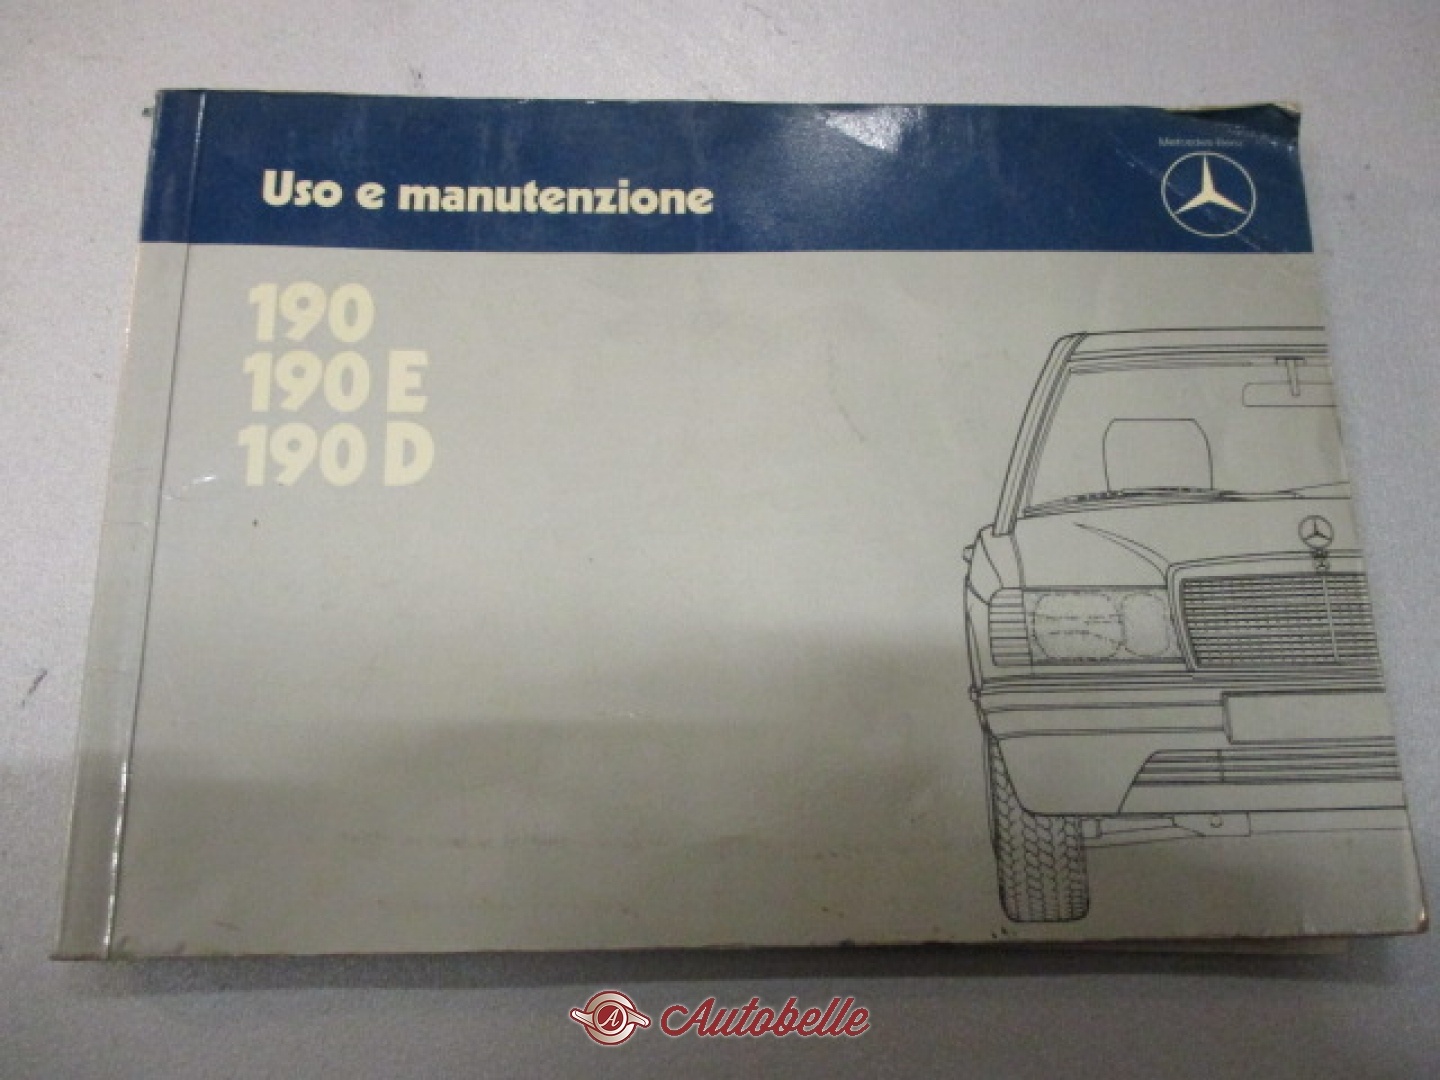 Mercedes-Benz
Uso e manutenzione
190
190 E
190 D
A Autobelle